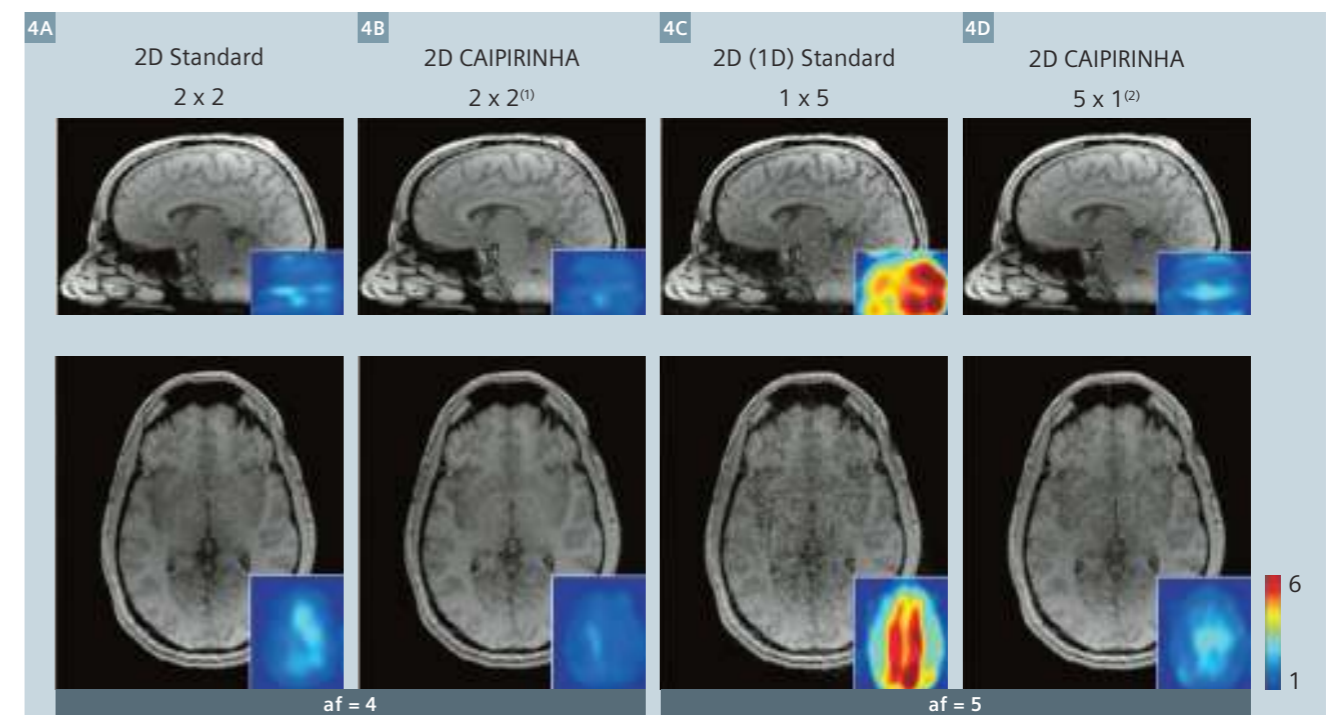 4A
2D Standard
2 x 2
4B
2D CAIPIRINHA
2 x 2⁽¹⁾
4C
2D (1D) Standard
1 x 5
4D
2D CAIPIRINHA
5 x 1⁽²⁾
6
1
af = 4
af = 5